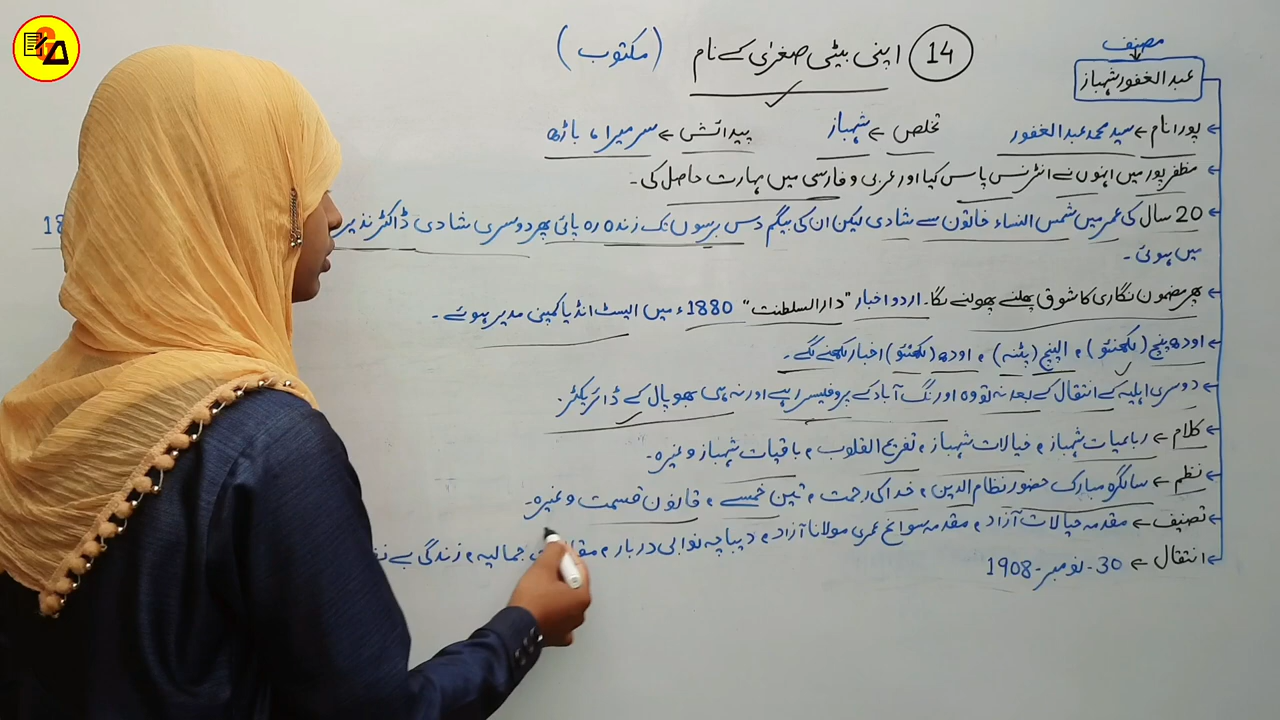 مصنف
عبدالغفور شہباز
14 اپنی بیٹی صغریٰ کے نام (مکتوب)
پورا نام ← سید محمد عبدالغفور تخلص ← شہباز پیدائش ← سرمیرا، باڑھ
مظفرپور میں انہوں نے انٹرنس پاس کیا اور عربی و فارسی میں مہارت حاصل کی۔
20 سال کی عمر میں شمس النساء خاتون سے شادی لیکن ان کی بیگم دس برسوں تک زندہ رہ پائی پھر دوسری شادی ڈاکٹر نذیر 18
میں ہوئی۔
پھر مضمون نگاری کا شوق پھلنے پھولنے لگا۔ اردو اخبار "دارالسلطنت" 1880ء میں الیسٹ انڈیا کمپنی مدیر ہوئے۔
اودھ پنچ (لکھنئو)، الپنچ (پٹنہ)، اودھ (لکھنئو) اخبار لکھنے لگے۔
دوسری اہلیہ کے انتقال کے بعد نہ تو وہ اورنگ آباد کے پروفیسر رہے اور نہ ہی بھوپال کے ڈائریکٹر۔
کلام ← رباعیات شہباز، خیالات شہباز، تفریح القلوب، باقیات شہباز وغیرہ۔
نظم ← سالگرہ مبارک حضور نظام الدین، خدا کی رحمت، تین خمسے، قانون قسمت وغیرہ۔
تصنیف ← مقدمہ خیالات آزاد، مقدمہ سوانح عمری مولانا آزاد، دیباچہ نوابی دربار، جمالیہ، زندگی بے
انتقال ← 30-نومبر-1908